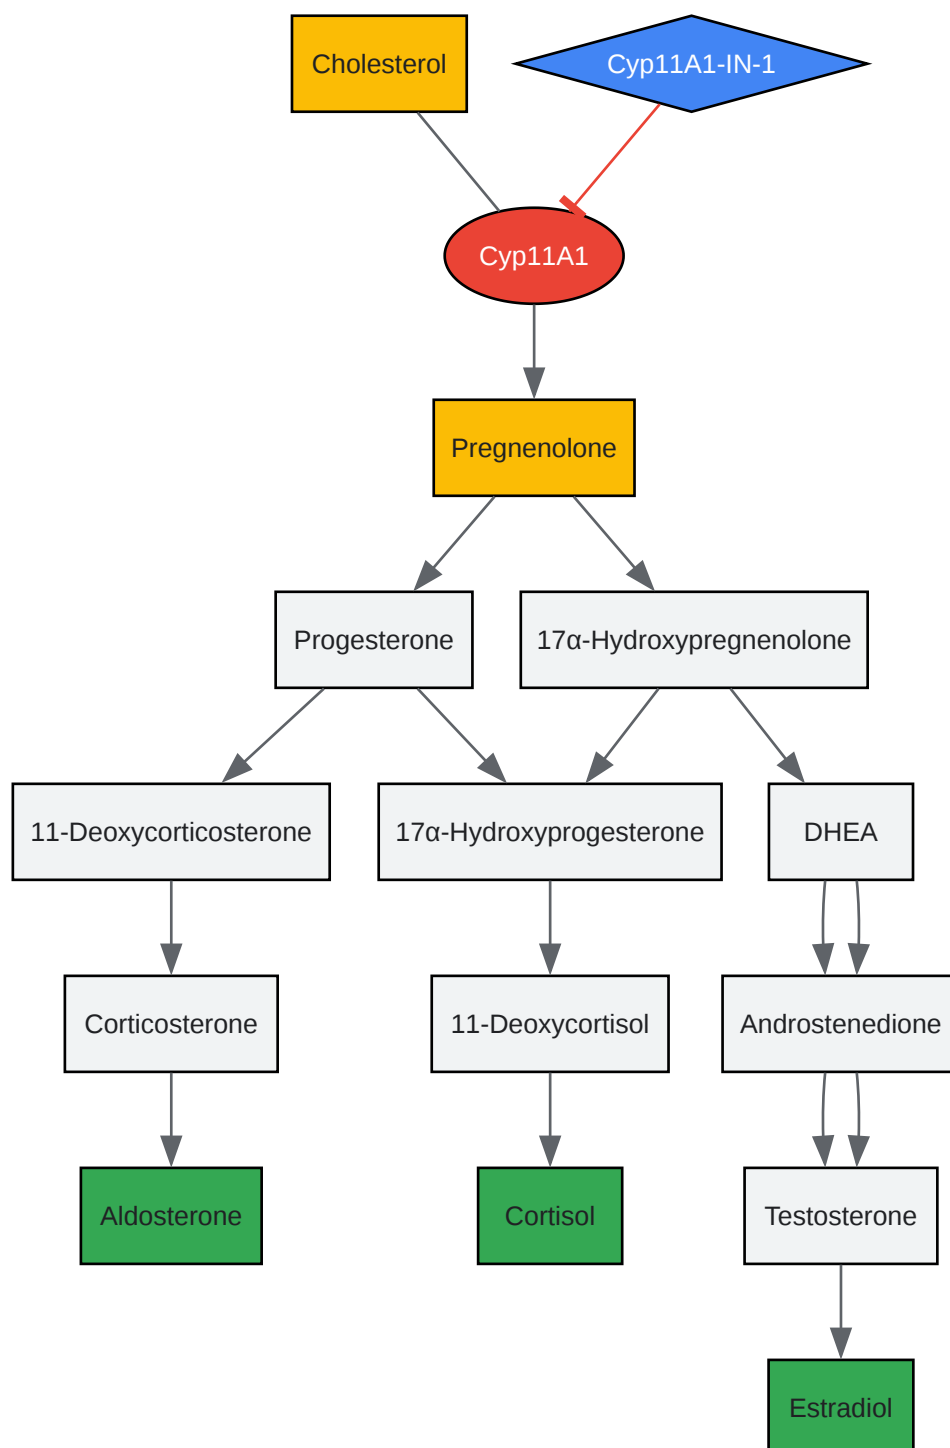 Cholesterol
Cyp11A1-IN-1
Cyp11A1
Pregnenolone
Progesterone
17α-Hydroxypregnenolone
11-Deoxycorticosterone
17α-Hydroxyprogesterone
DHEA
Corticosterone
11-Deoxycortisol
Androstenedione
Aldosterone
Cortisol
Testosterone
Estradiol